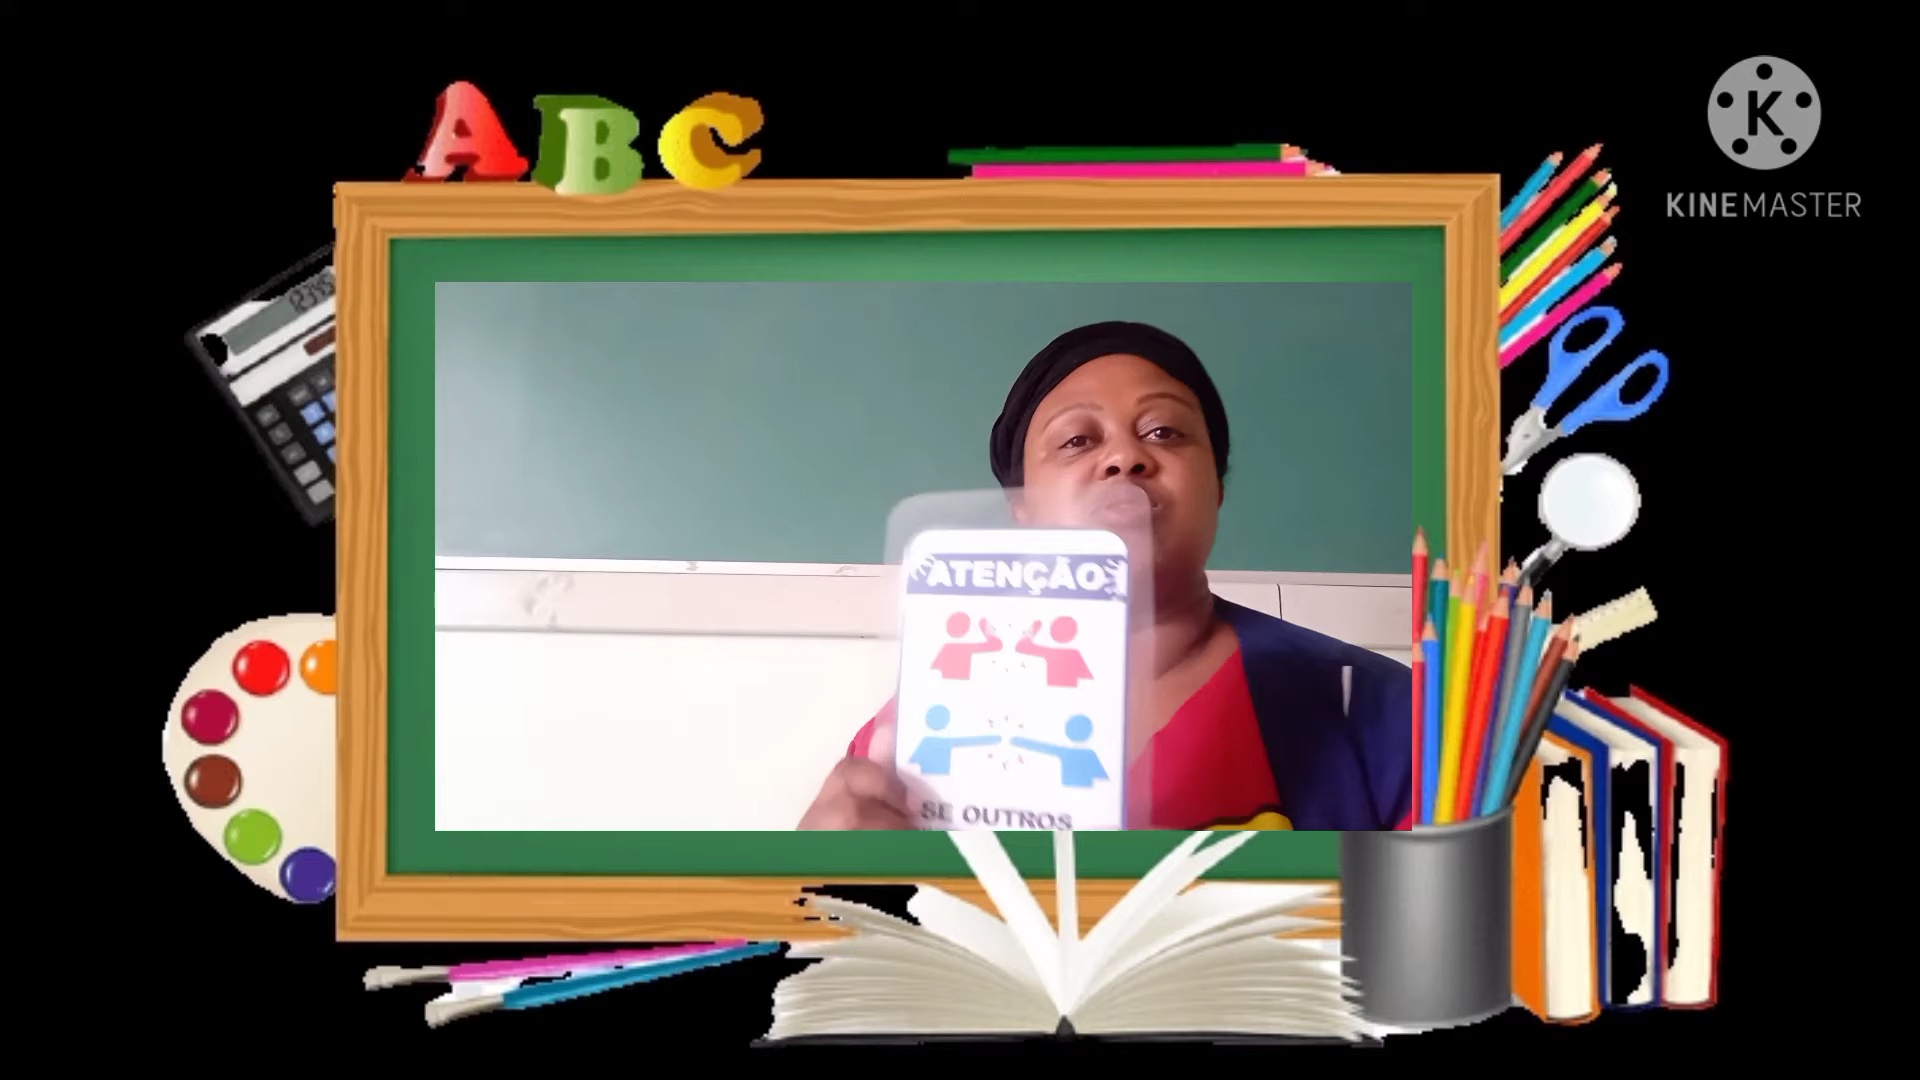 ABC
K
KINEMASTER
ATENÇÃO
SE OUTROS